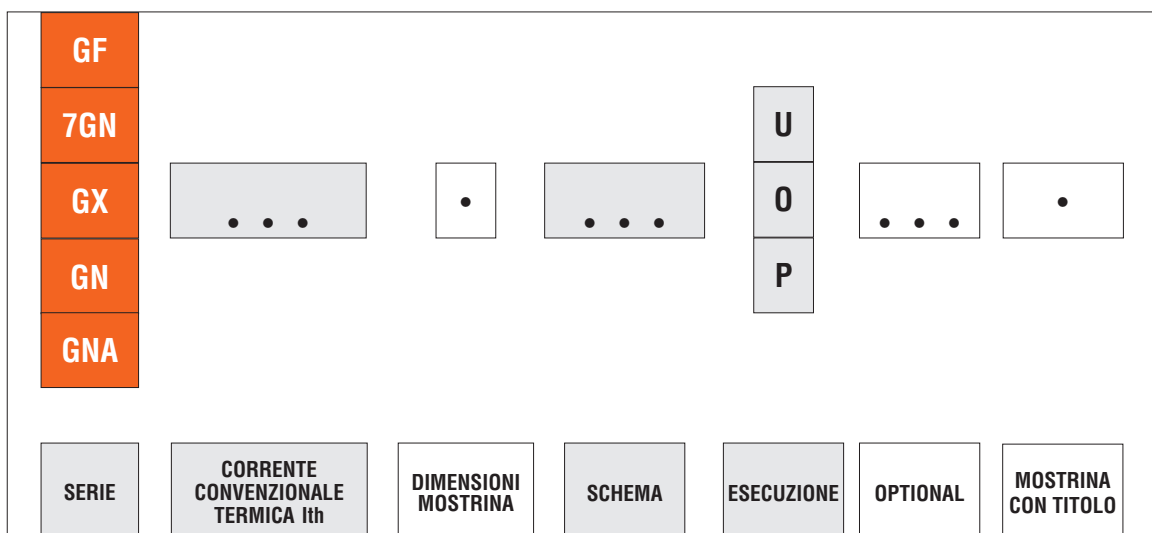 GF
7GN
GX
GN
GNA
• • •
•
• • •
U
O
P
• • •
•
SERIE
CORRENTE
CONVENZIONALE
TERMICA Ith
DIMENSIONI
MOSTRINA
SCHEMA
ESECUZIONE
OPTIONAL
MOSTRINA
CON TITOLO